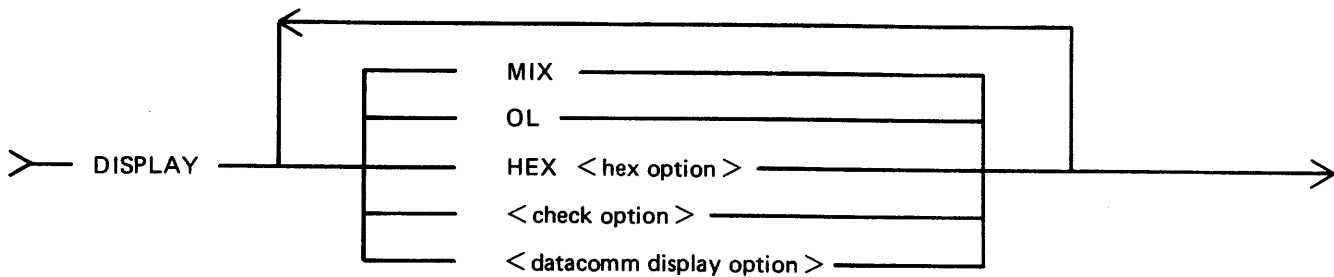 MIX
OL
DISPLAY HEX <hex option>
<check option>
<datacomm display option>